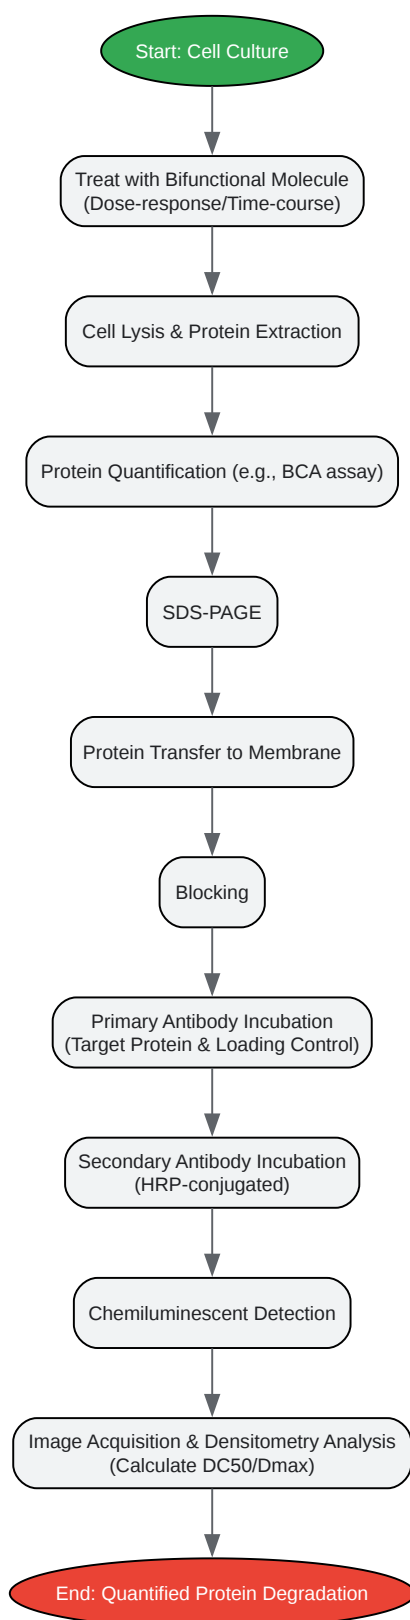 Start: Cell Culture
Treat with Bifunctional Molecule
(Dose-response/Time-course)
Cell Lysis & Protein Extraction
Protein Quantification (e.g., BCA assay)
SDS-PAGE
Protein Transfer to Membrane
Blocking
Primary Antibody Incubation
(Target Protein & Loading Control)
Secondary Antibody Incubation
(HRP-conjugated)
Chemiluminescent Detection
Image Acquisition & Densitometry Analysis
(Calculate DC50/Dmax)
End: Quantified Protein Degradation